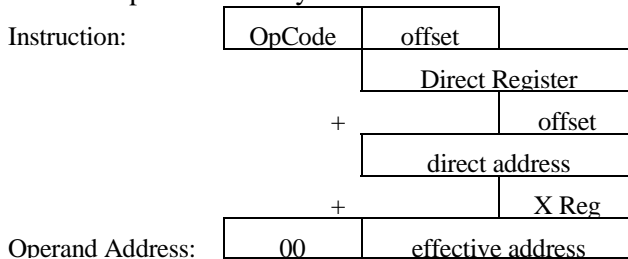 Instruction: OpCode offset
Direct Register
+ offset
direct address
+ X Reg
Operand Address: 00 effective address